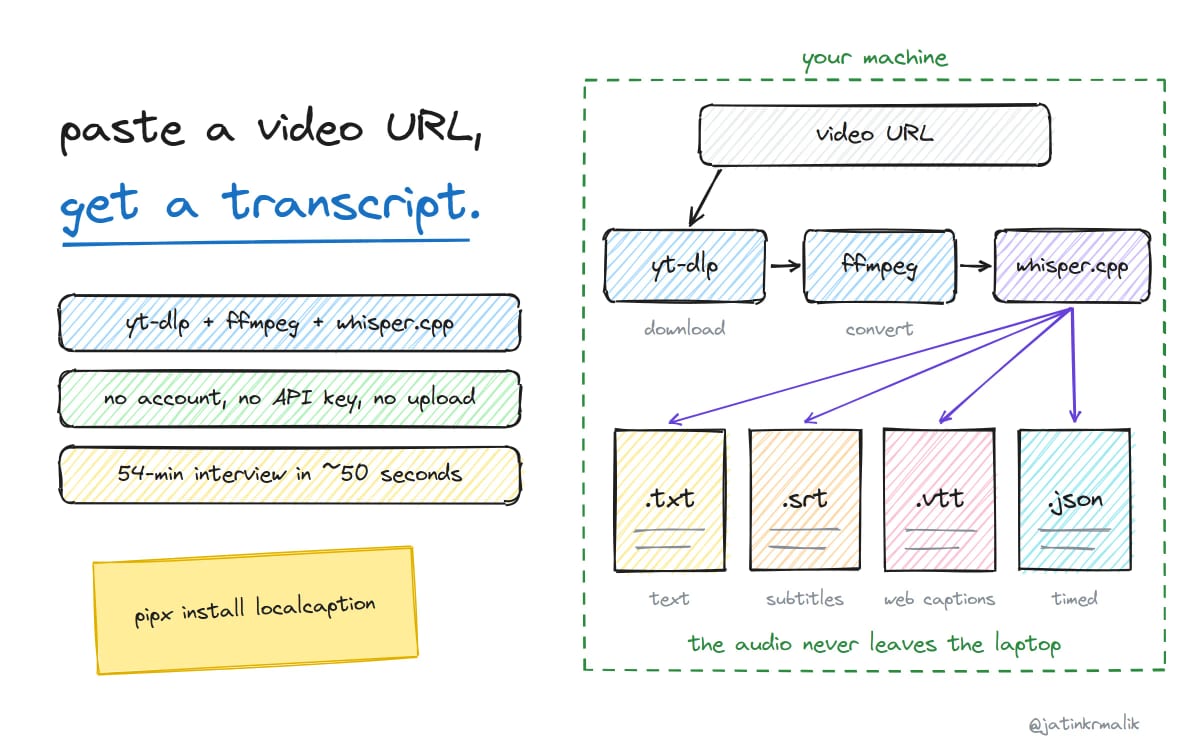 paste a video URL,
get a transcript.
yt-dlp + ffmpeg + whisper.cpp
no account, no API key, no upload
54-min interview in ~50 seconds
pipx install localcaption
your machine
video URL
yt-dlp
ffmpeg
whisper.cpp
download
convert
.txt
.srt
.vtt
.json
text
subtitles
web captions
timed
the audio never leaves the laptop
@jatinkrmalik